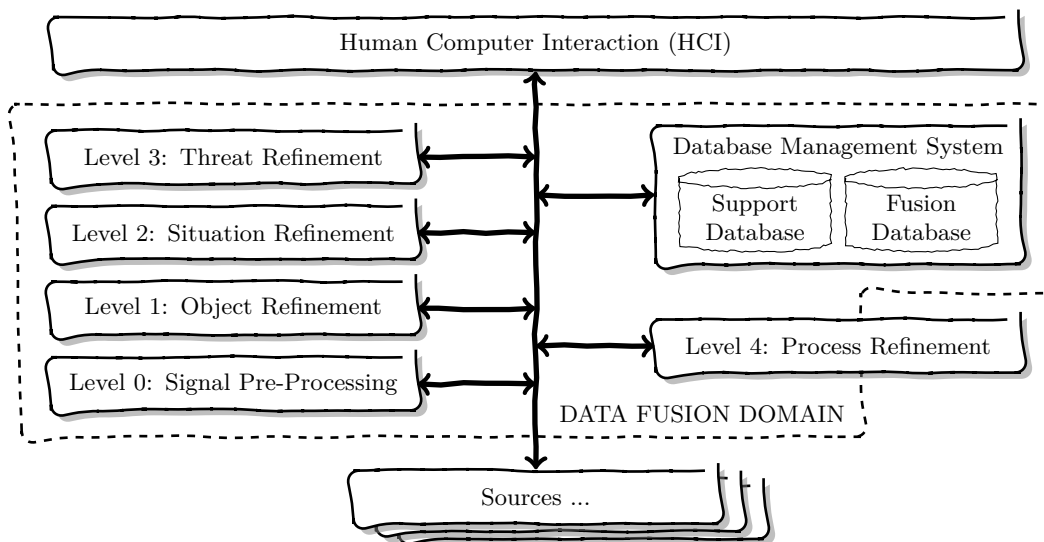 Human Computer Interaction (HCI)
Level 3: Threat Refinement
Level 2: Situation Refinement
Level 1: Object Refinement
Level 0: Signal Pre-Processing
Database Management System
Support
Database
Fusion
Database
Level 4: Process Refinement
DATA FUSION DOMAIN
Sources ...